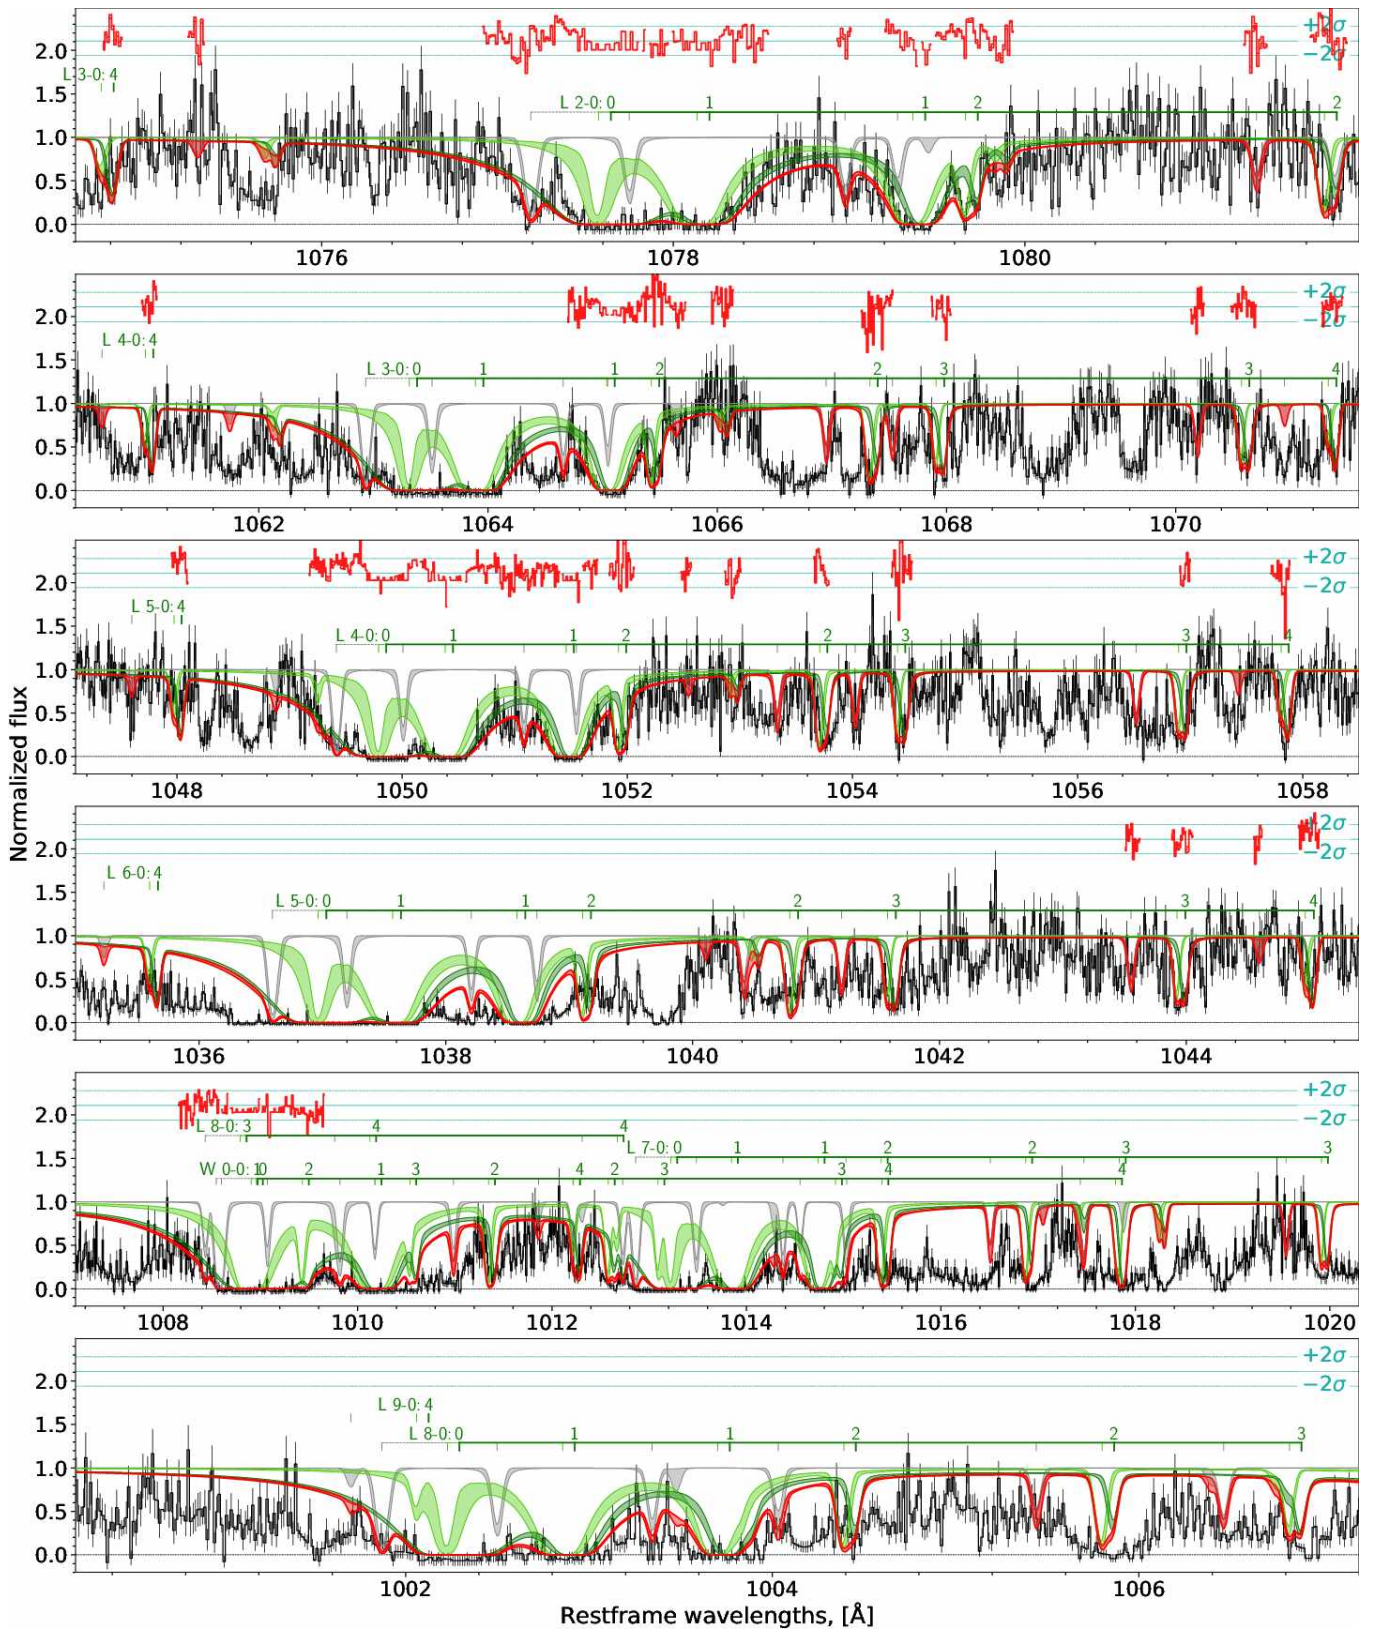 +2σ
2.0
−2σ
L 3-0: 4
1.5
L 2-0: 0 1 1 2 2
1.0
0.5
0.0
1076 1078 1080
+2σ
2.0
−2σ
L 4-0: 4
1.5
L 3-0: 0 1 1 2 2 3 3 4
1.0
0.5
0.0
1062 1064 1066 1068 1070
+2σ
2.0
−2σ
L 5-0: 4
1.5
L 4-0: 0 1 1 2 2 3 3 4
1.0
0.5
0.0
1048 1050 1052 1054 1056 1058
Normalized flux
+2σ
2.0
−2σ
L 6-0: 4
1.5
L 5-0: 0 1 1 2 2 3 3 4
1.0
0.5
0.0
1036 1038 1040 1042 1044
+2σ
2.0
−2σ
L 8-0: 3 4 4
L 7-0: 0 1 1 2 2 3 3
1.5
W 0-0: 1 0 2 1 3 2 4 2 3 3 4 4
1.0
0.5
0.0
1008 1010 1012 1014 1016 1018 1020
+2σ
2.0
−2σ
L 9-0: 4
1.5
L 8-0: 0 1 1 2 2 3
1.0
0.5
0.0
1002 1004 1006
Restframe wavelengths, [Å]